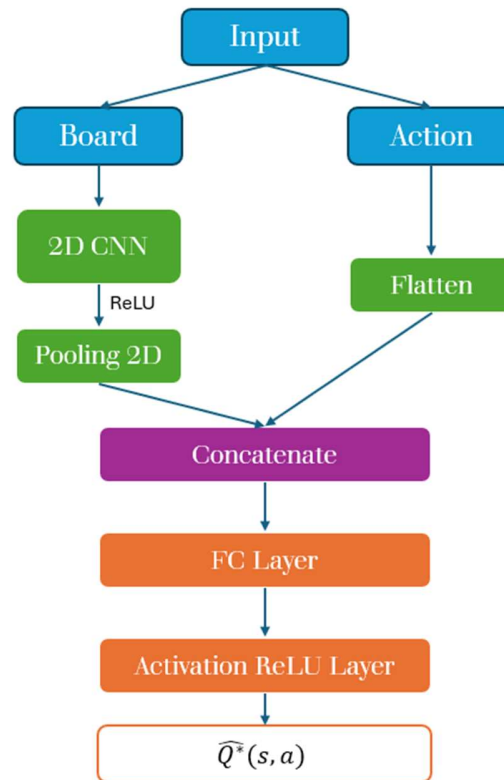 Input
Board
Action
2D CNN
ReLU
Flatten
Pooling 2D
Concatenate
FC Layer
Activation ReLU Layer
$\widehat{Q^*}(s, a)$